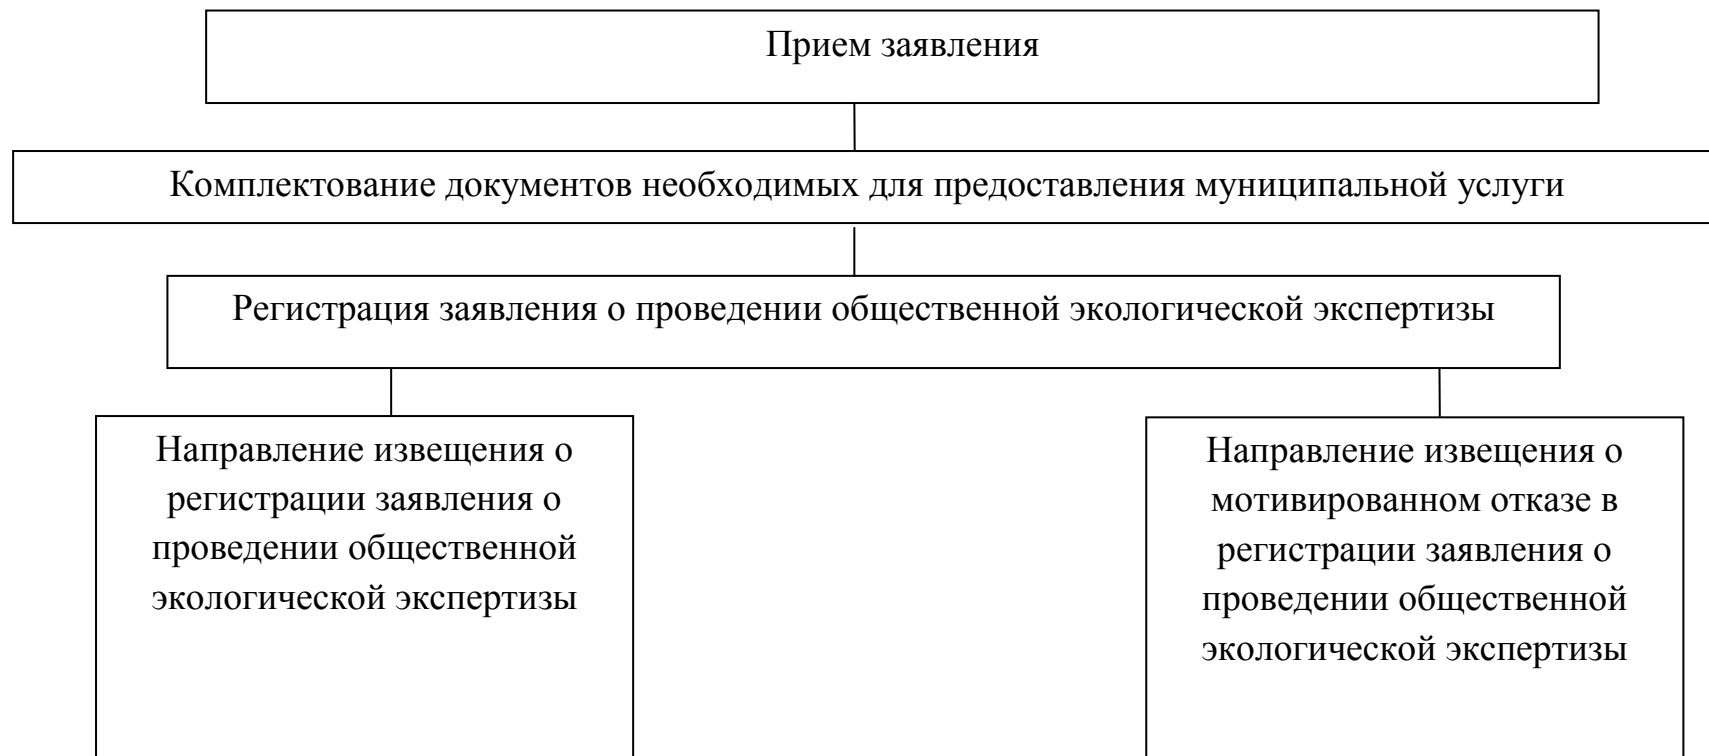 Прием заявления
Комплектование документов необходимых для предоставления муниципальной услуги
Регистрация заявления о проведении общественной экологической экспертизы
Направление извещения о
регистрации заявления о
проведении общественной
экологической экспертизы
Направление извещения о
мотивированном отказе в
регистрации заявления о
проведении общественной
экологической экспертизы